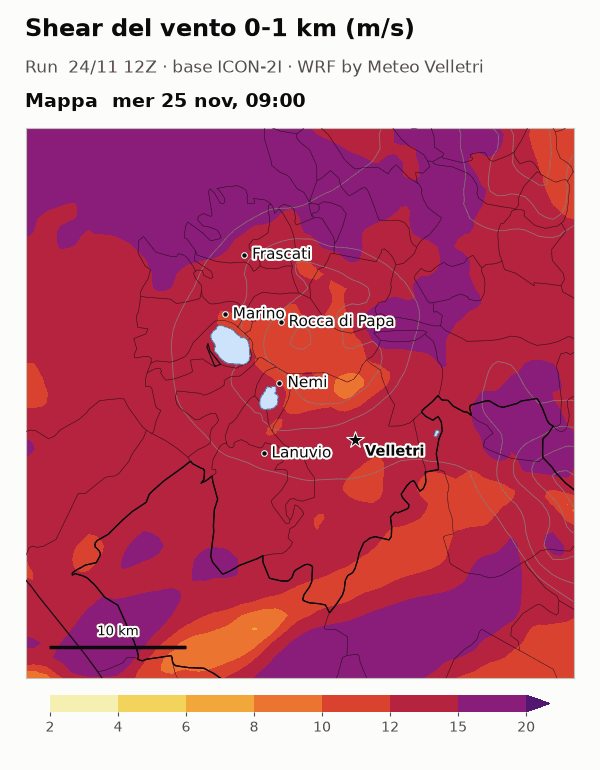 Shear del vento 0-1 km (m/s)
Run  24/11 12Z · base ICON-2I · WRF by Meteo Velletri
Mappa  mer 25 nov, 09:00
Frascati
Marino
Rocca di Papa
Nemi
Velletri
Lanuvio
10 km
2 4 6 8 10 12 15 20